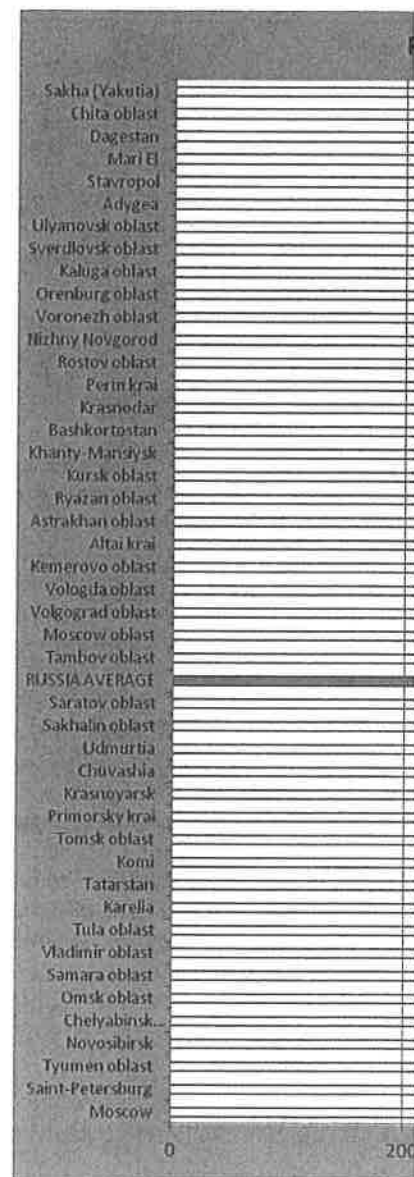 Sakha (Yakutia)
Chita oblast
Dagestan
Mari El
Stavropol
Adygea
Ulyanovsk oblast
Sverdlovsk oblast
Kaluga oblast
Orenburg oblast
Voronezh oblast
Nizhny Novgorod
Rostov oblast
Perm krai
Krasnodar
Bashkortostan
Khanty-Mansiysk
Kursk oblast
Ryazan oblast
Astrakhan oblast
Altai krai
Kemerovo oblast
Vologda oblast
Volgograd oblast
Moscow oblast
Tambov oblast
RUSSIA AVERAGE
Saratov oblast
Sakhalin oblast
Udmurtia
Chuvashia
Krasnoyarsk
Primorsky krai
Tomsk oblast
Komi
Tatarstan
Karelia
Tula oblast
Vladimir oblast
Samara oblast
Omsk oblast
Chelyabinsk...
Novosibirsk
Tyumen oblast
Saint-Petersburg
Moscow
0 200